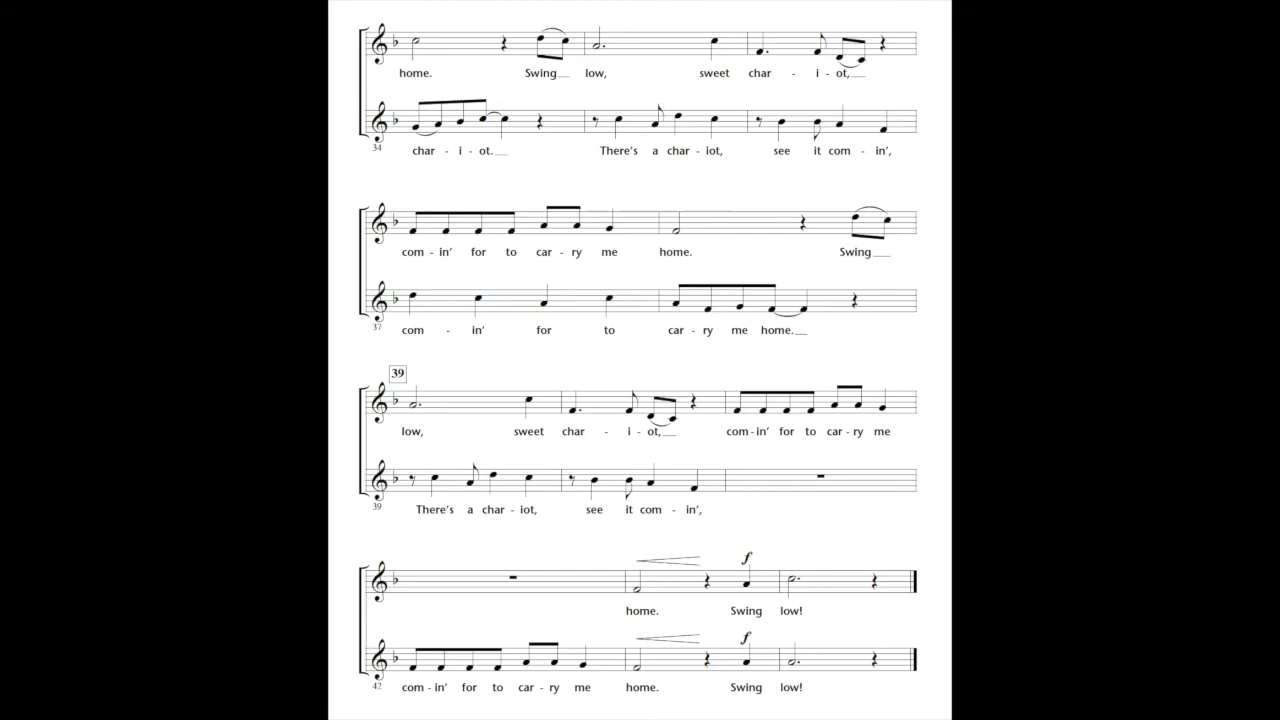 home. Swing low, sweet char - i - ot,
34
char - i - ot. There's a char - iot, see it com - in',
com - in' for to car - ry me home. Swing
37
com - in' for to car - ry me home.
39
low, sweet char - i - ot, com - in' for to car - ry me
39
There's a char - iot, see it com - in',
f
home. Swing low!
f
42
com - in' for to car - ry me home. Swing low!